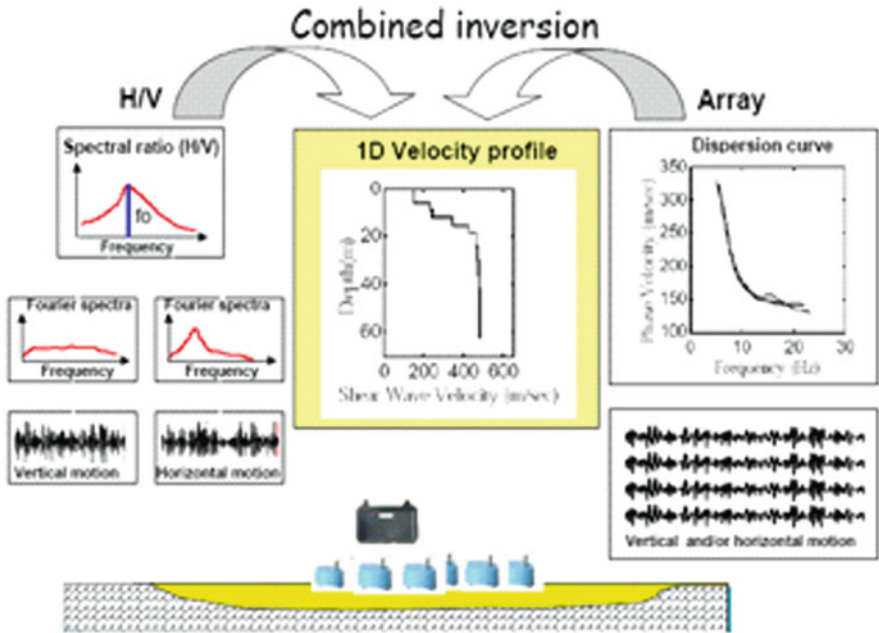 Combined inversion
H/V
Array
Spectral ratio (H/V)
fo
Frequency
Fourier spectra
Frequency
Fourier spectra
Frequency
Vertical motion
Horizontal motion
1D Velocity profile
0
20
40
60
Depth(m)
0 200 400 600
Shear Wave Velocity (m/sec)
Dispersion curve
350
300
250
200
150
100
Phase Velocity (m/sec)
0 10 20 30
Frequency (Hz)
Vertical and/or horizontal motion